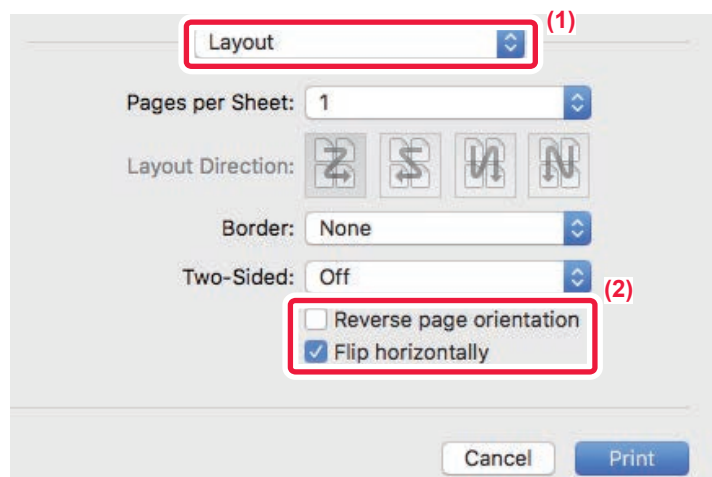 (1)
Layout
Pages per Sheet: 1
Layout Direction:
Border: None
Two-Sided: Off
(2)
Reverse page orientation
Flip horizontally
Cancel Print